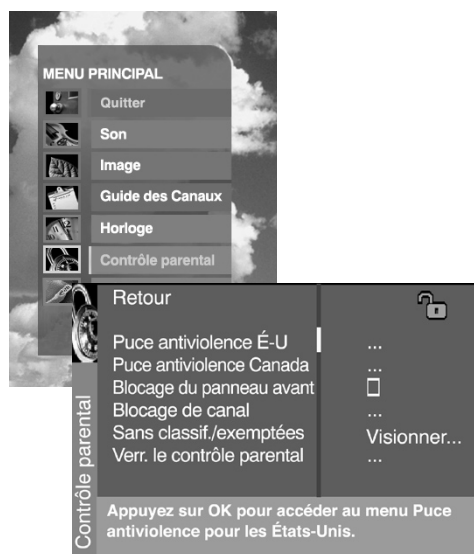 MENU PRINCIPAL
Quitter
Son
Image
Guide des Canaux
Horloge
Contrôle parental
Contrôle parental
Retour
Puce antiviolence É-U ...
Puce antiviolence Canada ...
Blocage du panneau avant
Blocage de canal ...
Sans classif./exemptées Visionner...
Verr. le contrôle parental ...
Appuyez sur OK pour accéder au menu Puce
antiviolence pour les États-Unis.